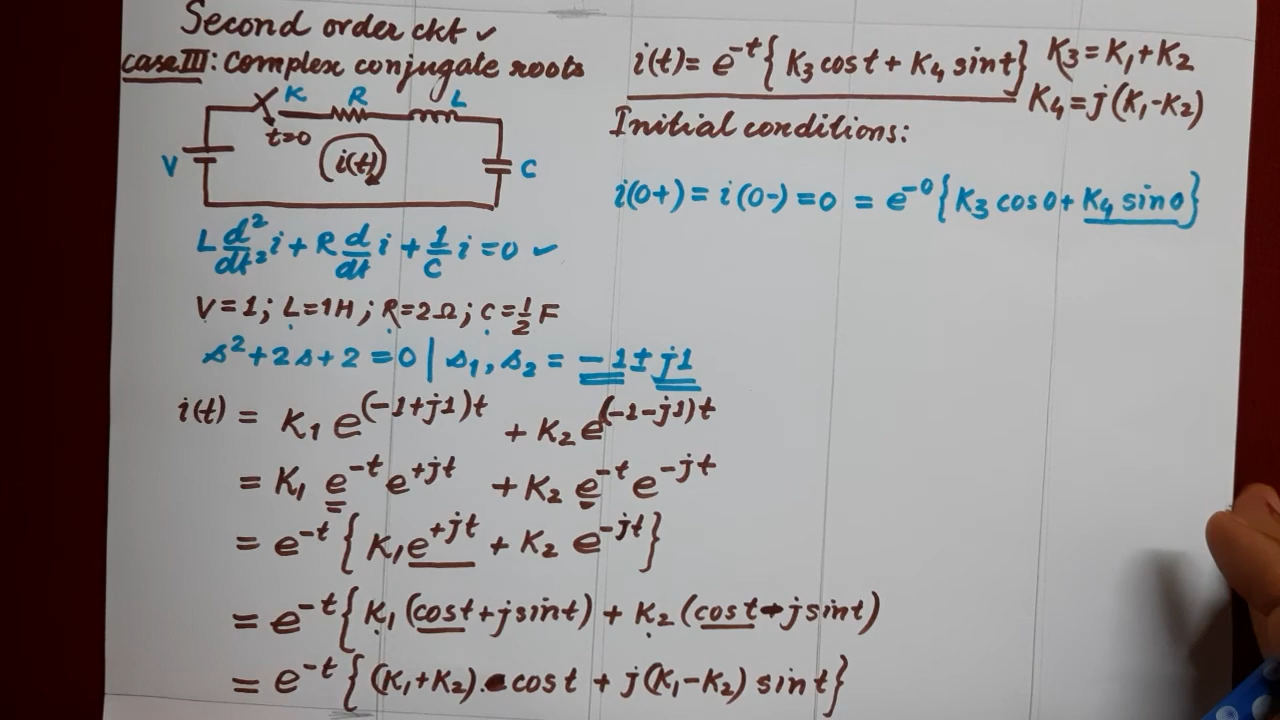 Second order ckt ✓
case III: Complex conjugate roots
K R L
t=0
i(t)
V
C
L d²/dt² i + R d/dt i + 1/C i = 0 ✓
V=1; L=1H; R=2Ω; C=1/2 F
s²+2s+2=0 | s₁, s₂ = -1 ± j1
i(t) = K₁ e^(-1+j1)t + K₂ e^(-1-j1)t
= K₁ e^-t e^+jt + K₂ e^-t e^-jt
= e^-t { K₁ e^+jt + K₂ e^-jt }
= e^-t { K₁ (cost + j sint) + K₂ (cost - j sint)
= e^-t { (K₁+K₂). cost + j(K₁-K₂) sint }
i(t) = e^-t { K₃ cost + K₄ sint } K₃ = K₁+K₂
K₄ = j(K₁-K₂)
Initial conditions:
i(0+) = i(0-) = 0 = e^-0 { K₃ cos0 + K₄ sin0 }